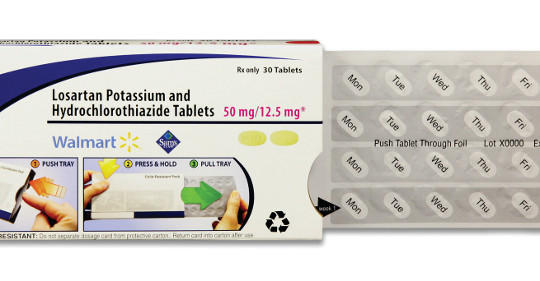 Rx only 30 Tablets
Losartan Potassium and
Hydrochlorothiazide Tablets 50 mg/12.5 mg*
Walmart Sam's
1 PUSH TRAY
2 PRESS & HOLD
3 PULL TRAY
RESISTANT: Do not separate dosage card from protective carton. Return card into carton after use.
Mon Tue Wed Thu Fri
Mon Tue Wed Thu Fri
Push Tablet Through Foil Lot X0000
Mon Tue Wed Thu Fri
week 1
Mon Tue Wed Thu Fri